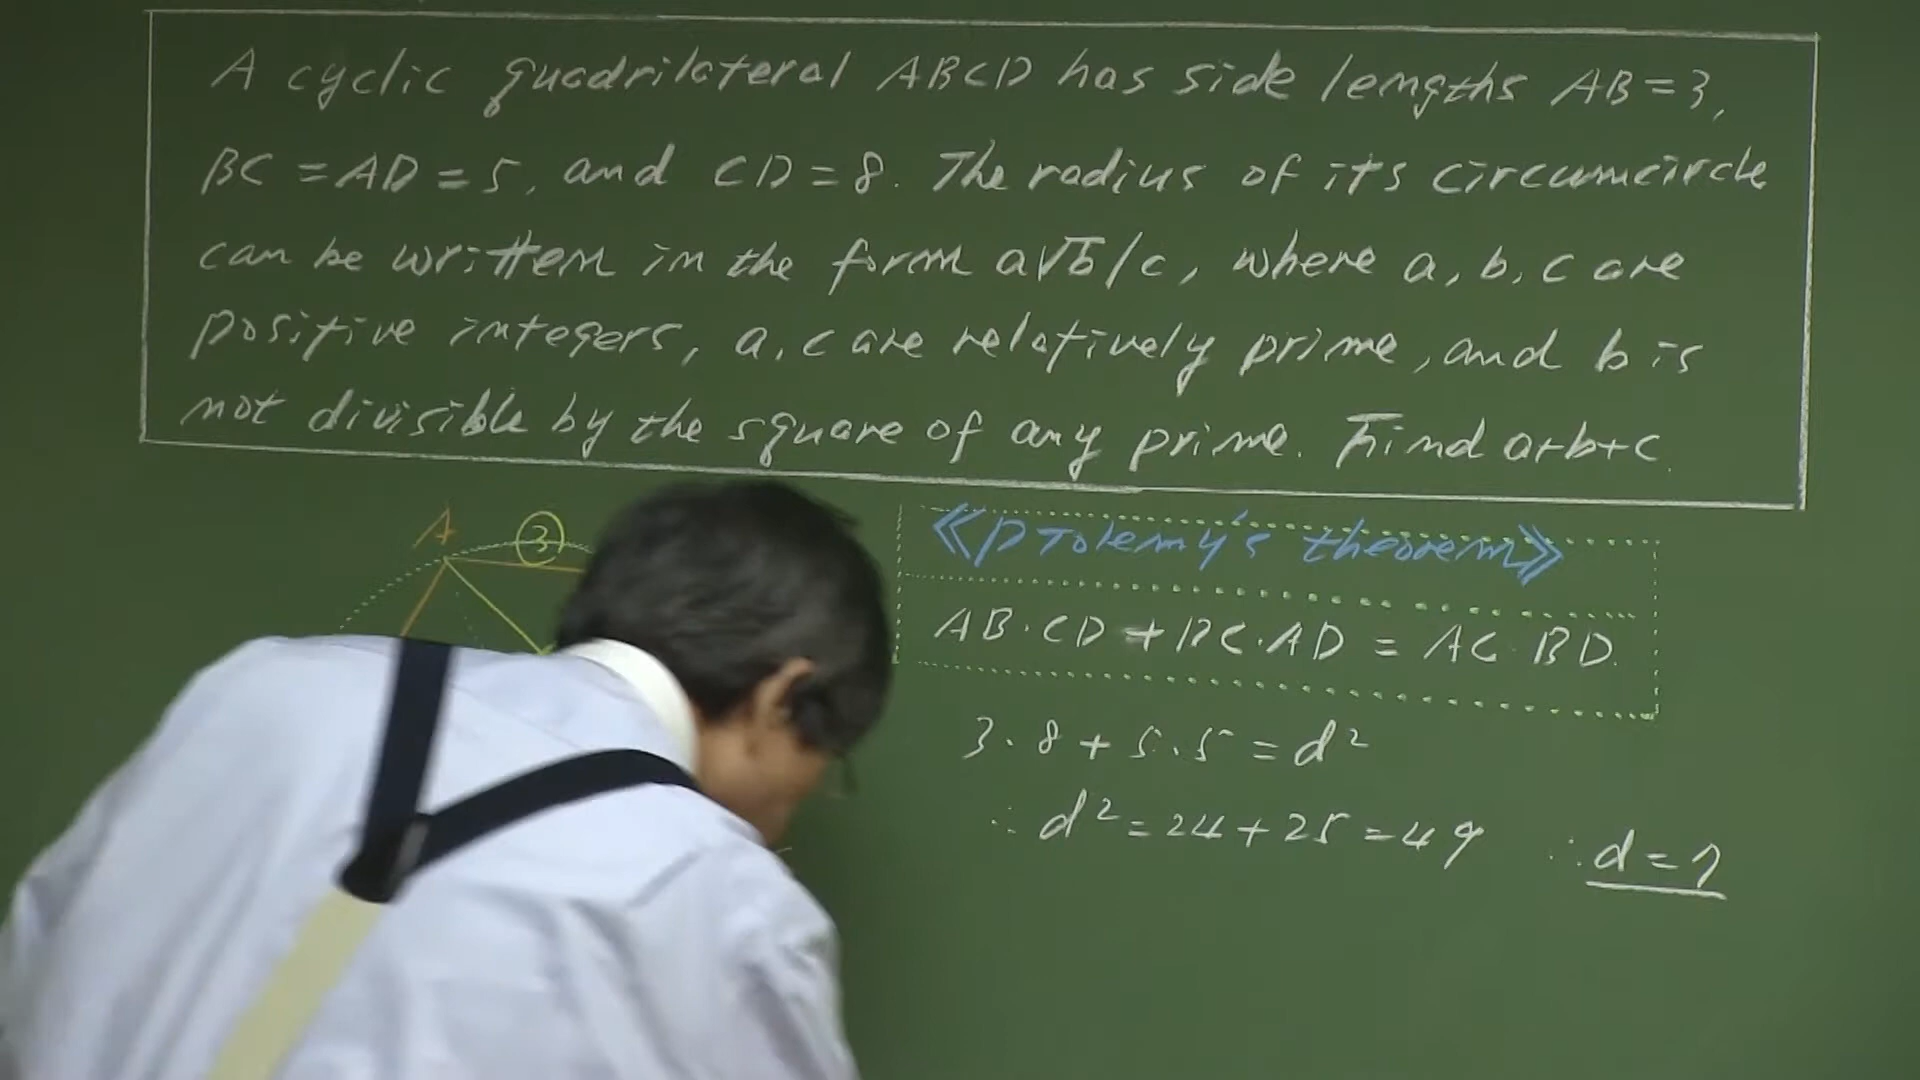 A cyclic quadrilateral ABCD has side lengths AB=3,
BC=AD=5, and CD=8. The radius of its circumcircle
can be written in the form a√b/c, where a, b, c are
positive integers, a, c are relatively prime, and b is
not divisible by the square of any prime. Find a+b+c.
A
3
《Ptolemy's theorem》
AB·CD+BC·AD=AC·BD.
3·8+5·5=d²
∴d²=24+25=49 ∴d=7